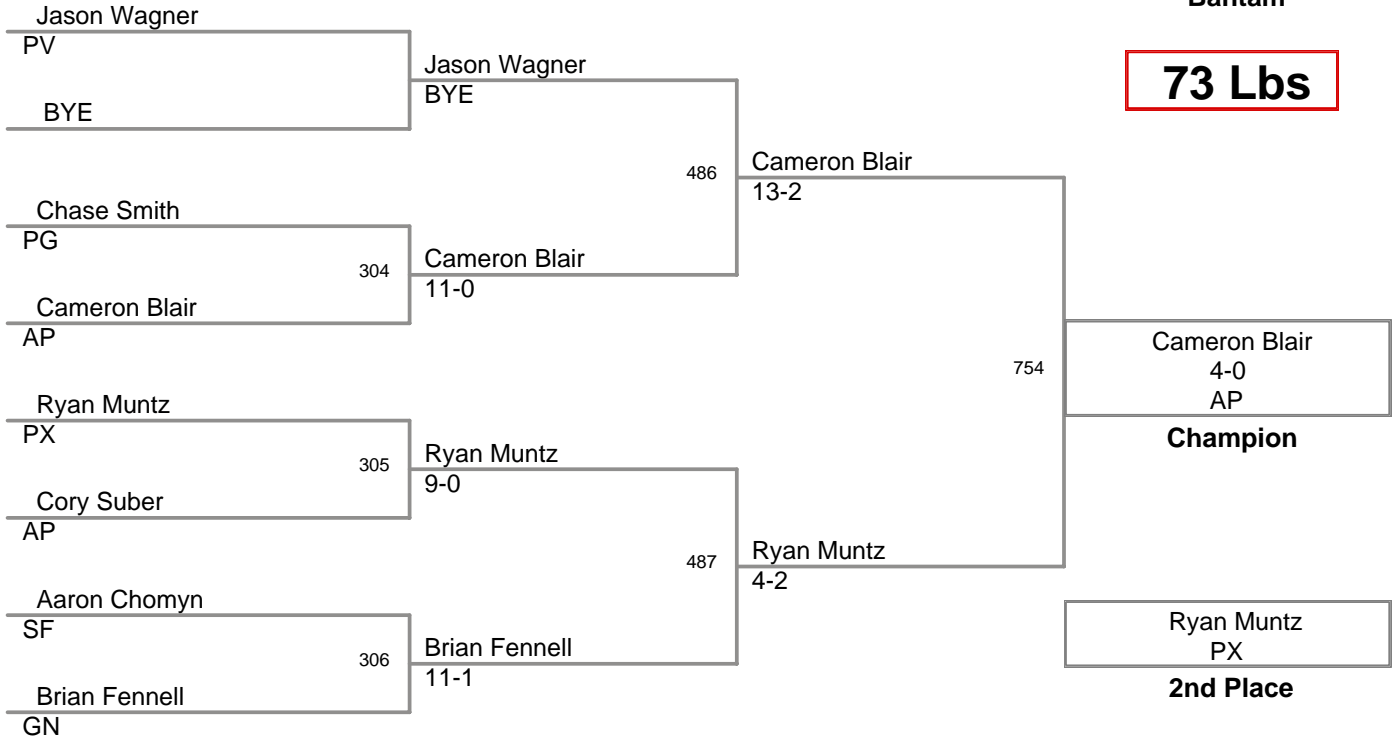 Bantam
73 Lbs
Jason Wagner
PV
BYE
Chase Smith
PG
304
Cameron Blair
AP
Ryan Muntz
PX
305
Cory Suber
AP
Aaron Chomyn
SF
306
Brian Fennell
GN
Jason Wagner
BYE
486
Cameron Blair
11-0
Ryan Muntz
9-0
487
Brian Fennell
11-1
Cameron Blair
13-2
754
Ryan Muntz
4-2
Cameron Blair
4-0
AP
Champion
Ryan Muntz
PX
2nd Place